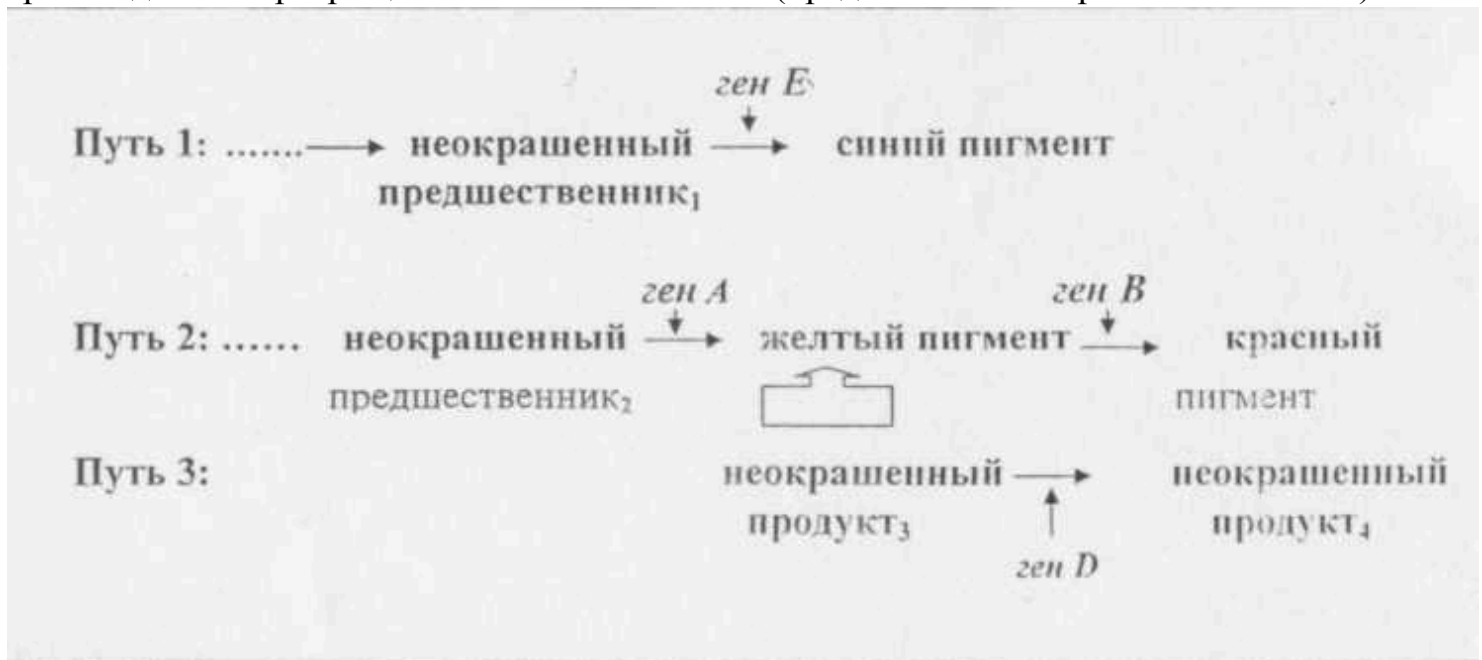 ген E
Путь 1: ....... неокрашенный синий пигмент
предшественник₁
ген A ген B
Путь 2: ...... неокрашенный желтый пигмент красный
предшественник₂ пигмент
Путь 3: неокрашенный неокрашенный
продукт₃ продукт₄
ген D